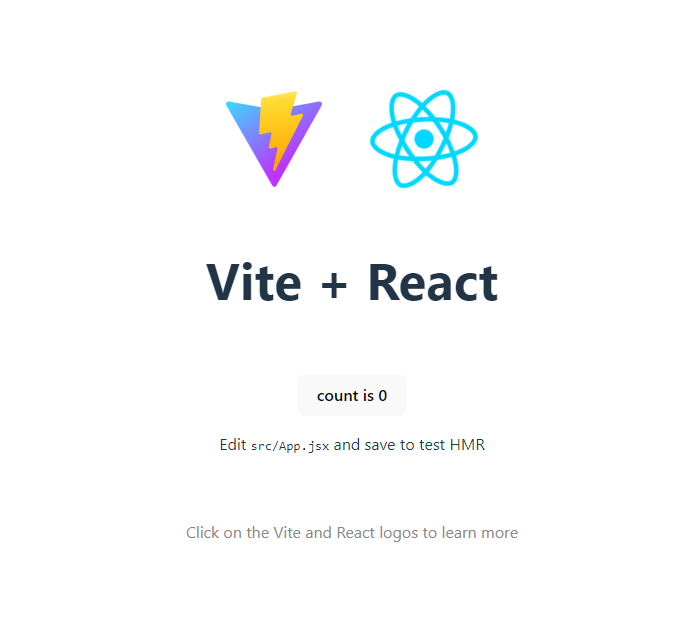 Vite + React
count is 0
Edit src/App.jsx and save to test HMR
Click on the Vite and React logos to learn more